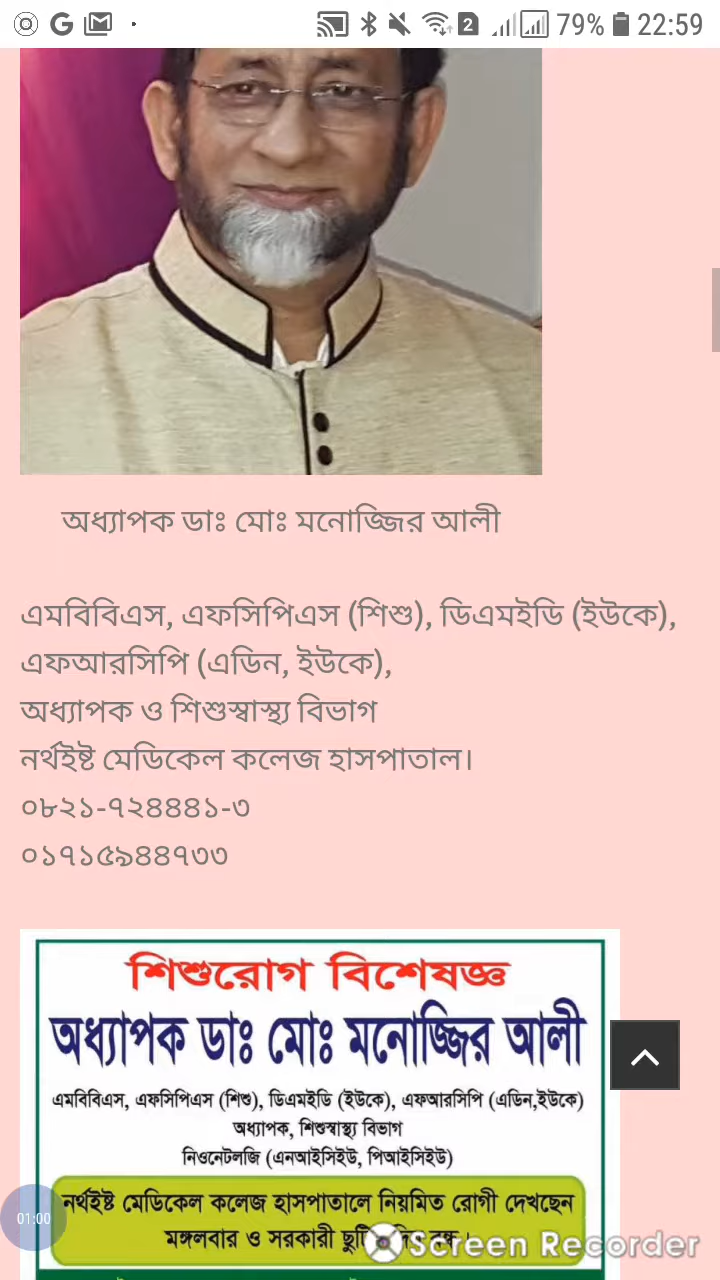 79% 22:59
অধ্যাপক ডাঃ মোঃ মনোজ্জির আলী
এমবিবিএস, এফসিপিএস (শিশু), ডিএমইডি (ইউকে),
এফআরসিপি (এডিন, ইউকে),
অধ্যাপক ও শিশুস্বাস্থ্য বিভাগ
নর্থইষ্ট মেডিকেল কলেজ হাসপাতাল।
০৮২১-৭২৪৪৪১-৩
০১৭১৫৯৪৪৭৩৩
শিশুরোগ বিশেষজ্ঞ
অধ্যাপক ডাঃ মোঃ মনোজ্জির আলী
এমবিবিএস, এফসিপিএস (শিশু), ডিএমইডি (ইউকে), এফআরসিপি (এডিন,ইউকে)
অধ্যাপক, শিশুস্বাস্থ্য বিভাগ
নিওনেটলজি (এনআইসিইউ, পিআইসিইউ)
নর্থইষ্ট মেডিকেল কলেজ হাসপাতালে নিয়মিত রোগী দেখছেন
মঙ্গলবার ও সরকারী ছুটির বন্ধ।
01:00
Screen Recorder